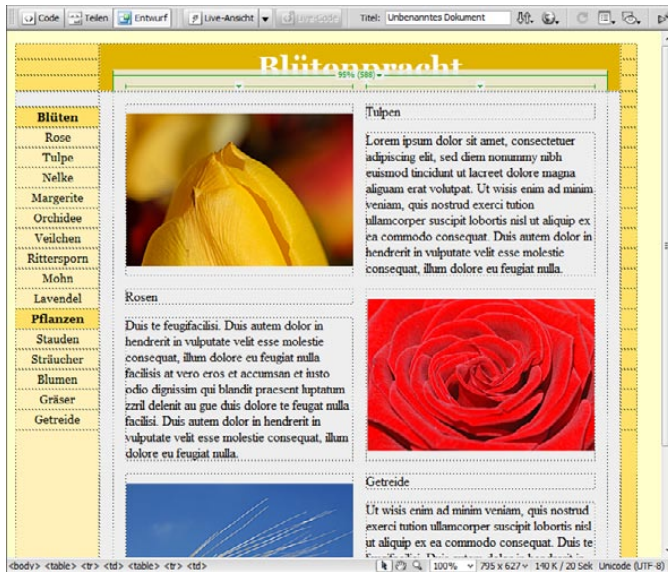 Code Teilen Entwurf Live-Ansicht Live-Code Titel: Unbenanntes Dokument
Blütenpracht
95% (588)
Blüten
Rose
Tulpe
Nelke
Margerite
Orchidee
Veilchen
Rittersporn
Mohn
Lavendel
Pflanzen
Stauden
Sträucher
Blumen
Gräser
Getreide
Tulpen
Lorem ipsum dolor sit amet, consectetuer
adipiscing elit, sed diem nonummy nibh
euismod tincidunt ut lacreet dolore magna
aliguam erat volutpat. Ut wisis enim ad minim
veniam, quis nostrud exerci tution
ullamcorper suscipit lobortis nisl ut aliquip ex
ea commodo consequat. Duis autem dolor in
hendrerit in vulputate velit esse molestie
consequat, illum dolore eu feugiat nulla.
Rosen
Duis te feugifacilisi. Duis autem dolor in
hendrerit in vulputate velit esse molestie
consequat, illum dolore eu feugiat nulla
facilisis at vero eros et accumsan et iusto
odio dignissim qui blandit praesent luptatum
zzril delenit au gue duis dolore te feugat nulla
facilisi. Duis autem dolor in hendrerit in
vulputate velit esse molestie consequat, illum
dolore eu feugiat nulla.
Getreide
Ut wisis enim ad minim veniam, quis nostrud
exerci tution ullamcorper suscipit lobortis nisl
ut aliquip ex ea commodo consequat. Duis te
<body> <table> <tr> <td> <table> <tr> <td> 100% 795 x 627 140 K / 20 Sek Unicode (UTF-8)